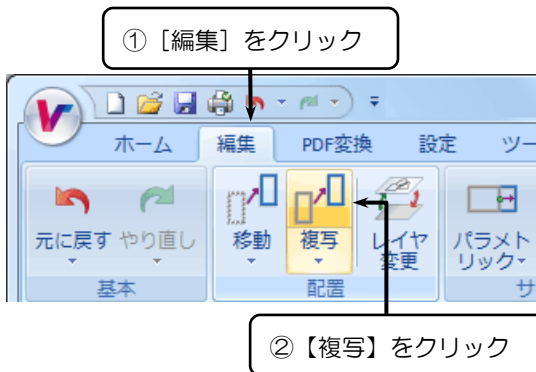 ① [編集] をクリック
ホーム 編集 PDF変換 設定 ツー
元に戻す やり直し 移動 複写 レイヤ変更 パラメトリック
基本 配置 サ
② 【複写】をクリック